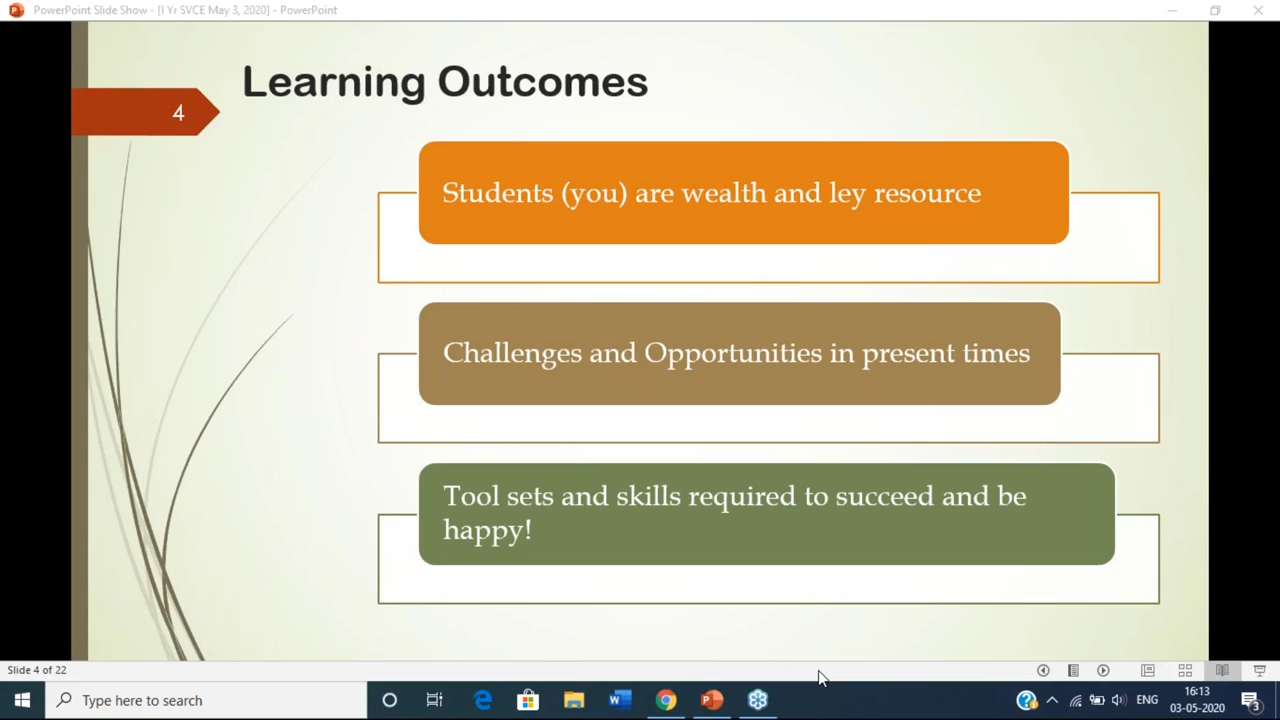 PowerPoint Slide Show - [I Yr SVCE May 3, 2020] - PowerPoint
Learning Outcomes
4
Students (you) are wealth and ley resource
Challenges and Opportunities in present times
Tool sets and skills required to succeed and be
happy!
Slide 4 of 22
Type here to search
ENG
16:13
03-05-2020
3